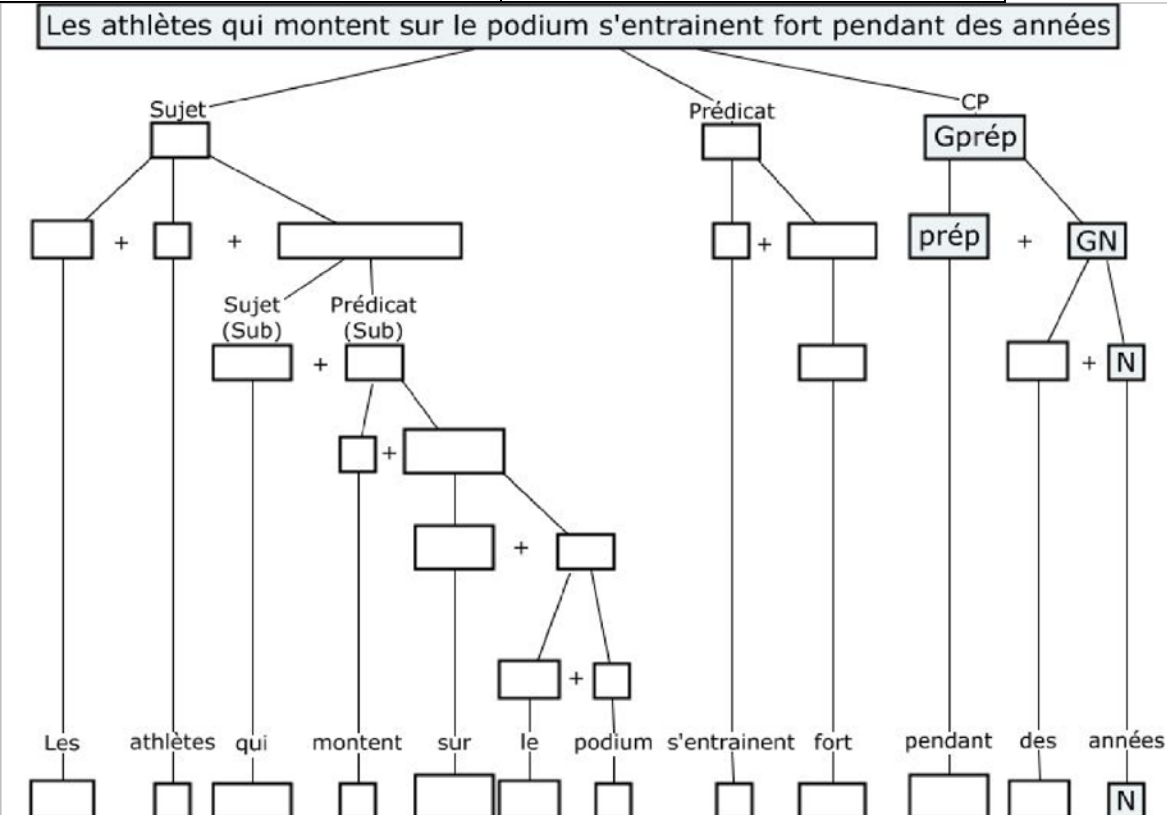 Les athlètes qui montent sur le podium s'entrainent fort pendant des années
Sujet Prédicat CP
Gprép
+ + + prép + GN
Sujet Prédicat
(Sub) (Sub)
+ + N
+
+
+
Les athlètes qui montent sur le podium s'entrainent fort pendant des années
N